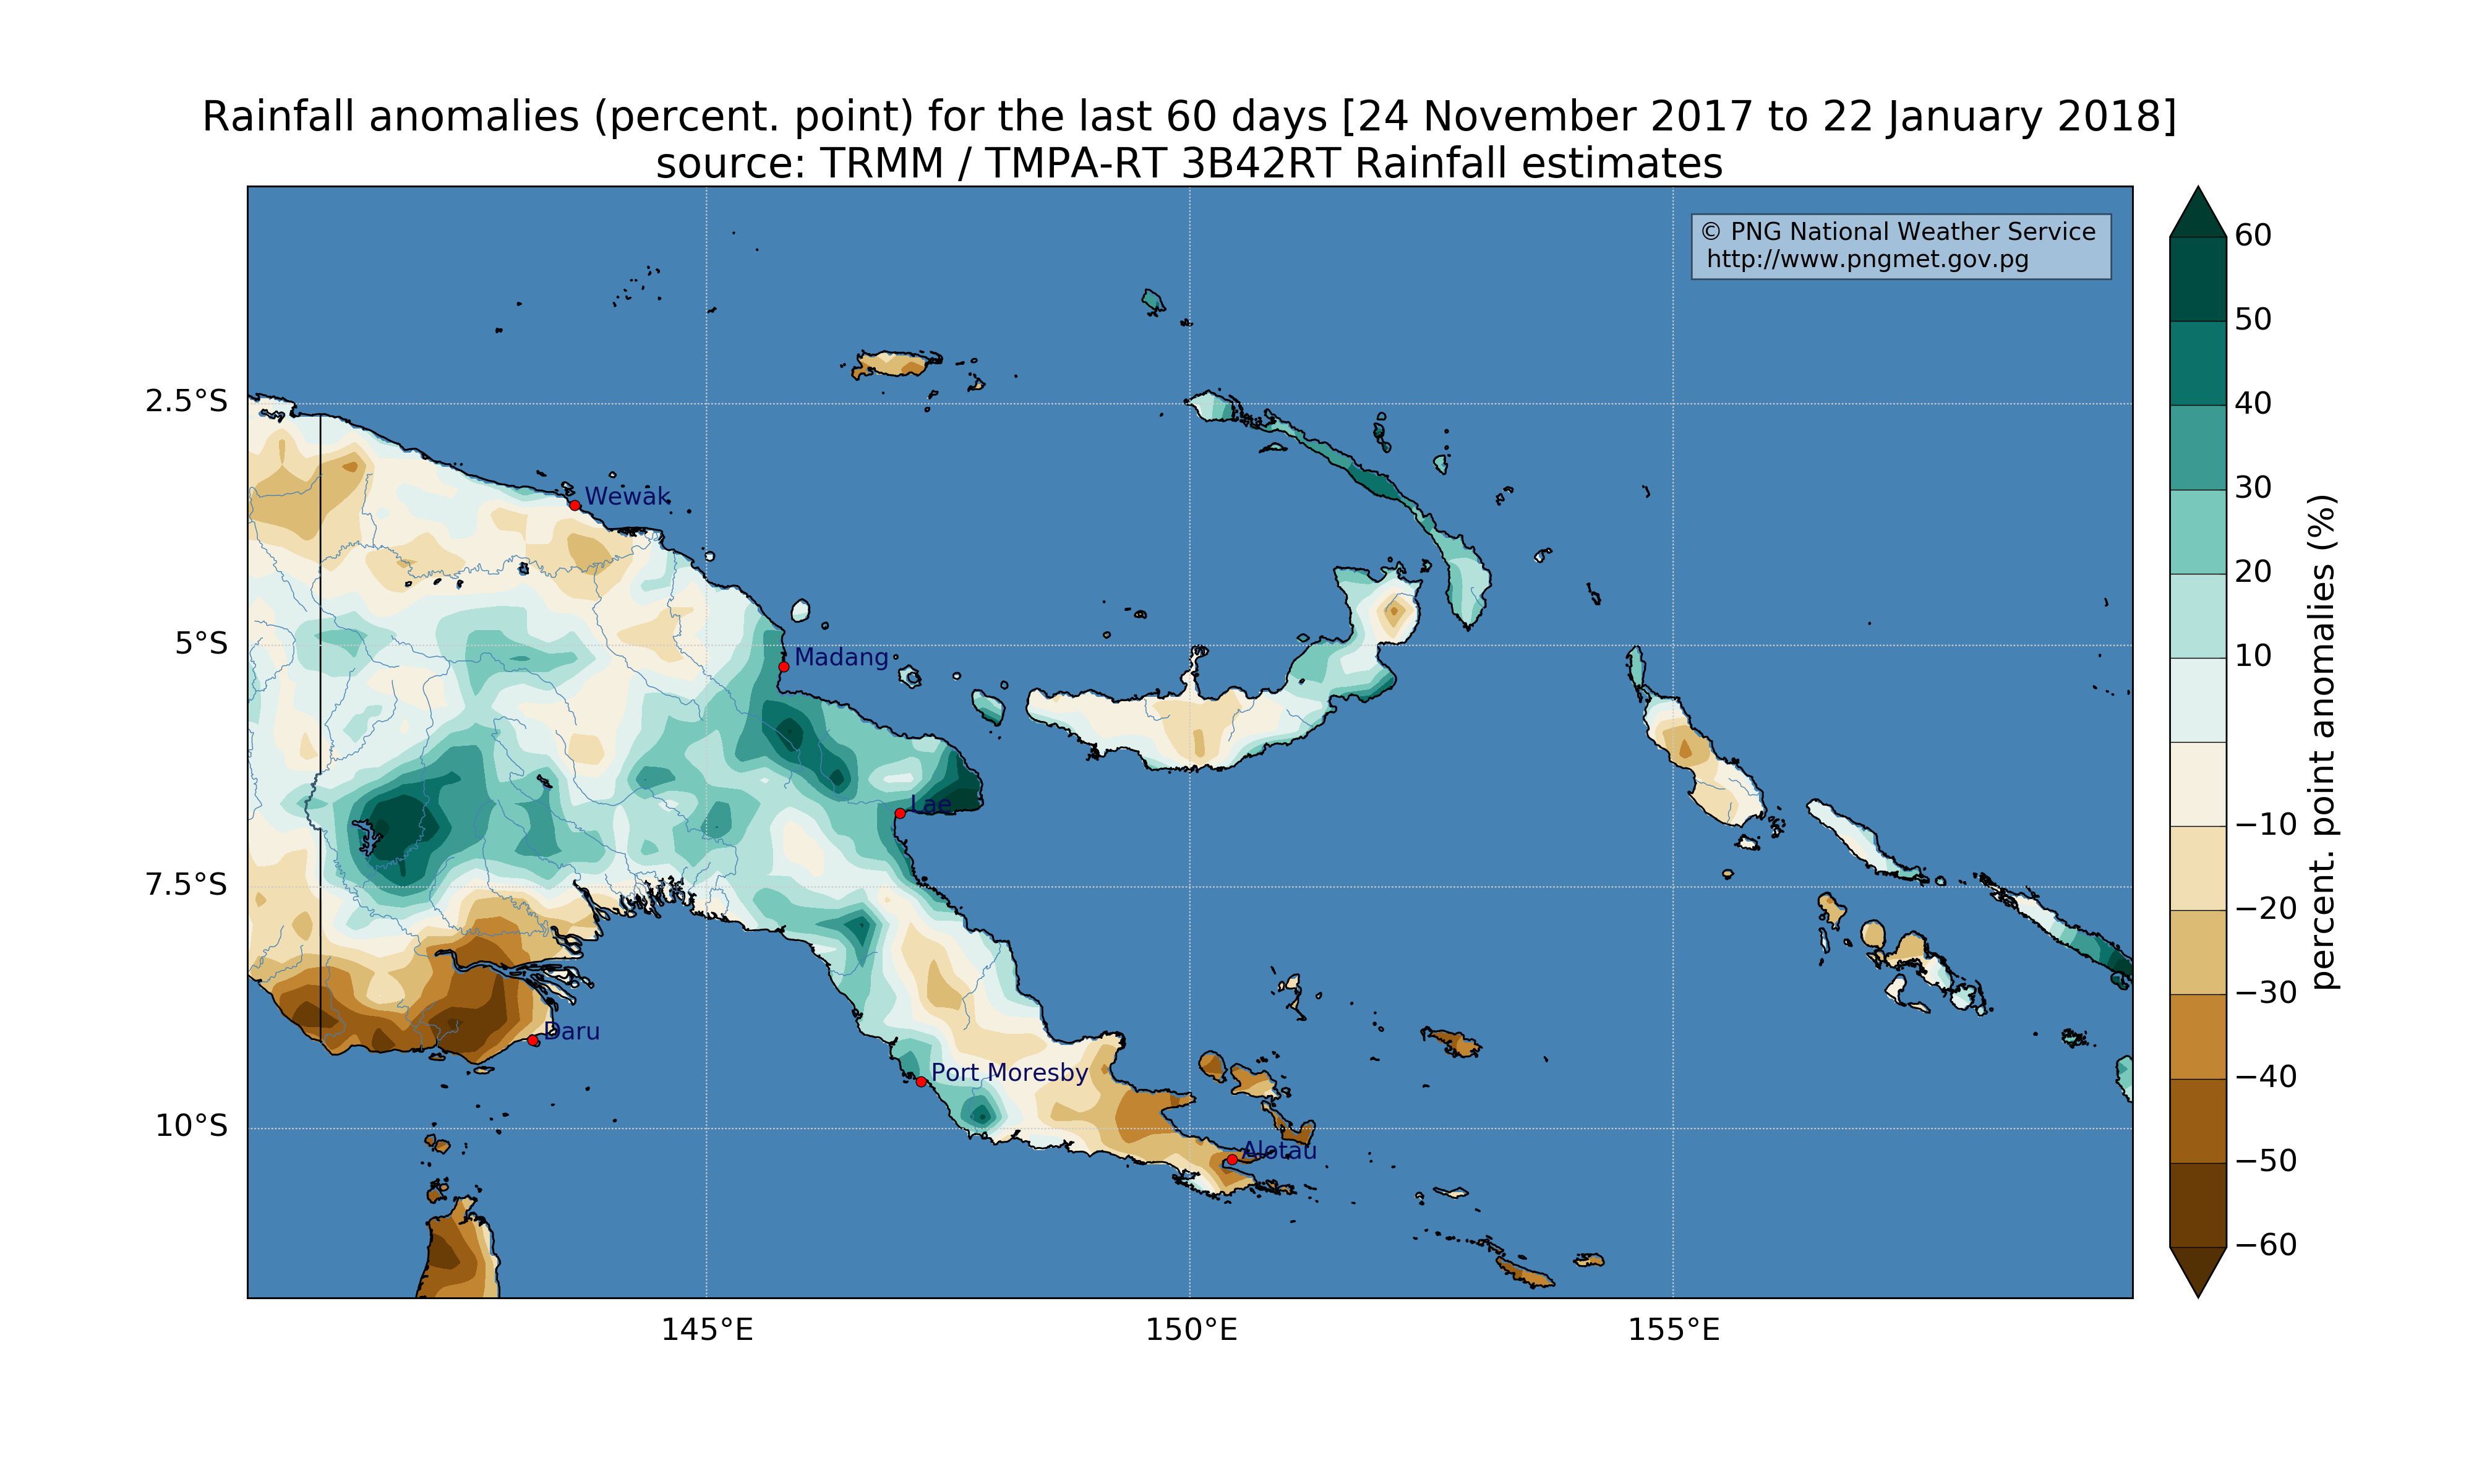 Rainfall anomalies (percent. point) for the last 60 days [24 November 2017 to 22 January 2018]
source: TRMM / TMPA-RT 3B42RT Rainfall estimates
© PNG National Weather Service
http://www.pngmet.gov.pg
2.5°S
5°S
7.5°S
10°S
145°E
150°E
155°E
Wewak
Madang
Lae
Daru
Port Moresby
Alotau
60
50
40
30
20
10
−10
−20
−30
−40
−50
−60
percent. point anomalies (%)